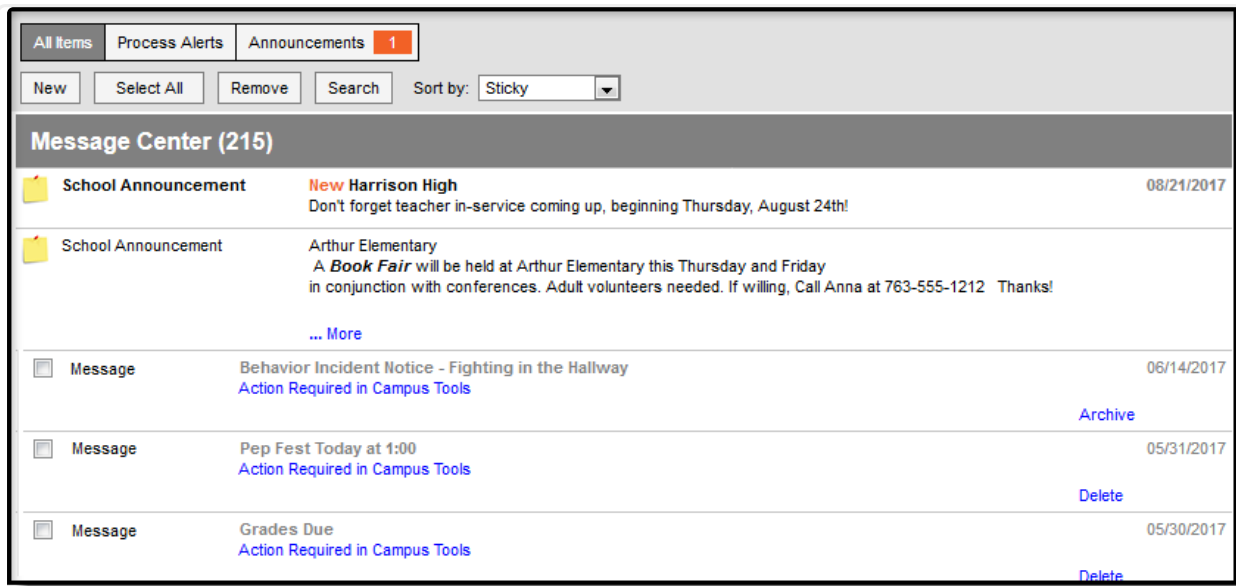 All Items Process Alerts Announcements 1
New Select All Remove Search Sort by: Sticky
Message Center (215)
School Announcement New Harrison High 08/21/2017
Don't forget teacher in-service coming up, beginning Thursday, August 24th!
School Announcement Arthur Elementary
A Book Fair will be held at Arthur Elementary this Thursday and Friday
in conjunction with conferences. Adult volunteers needed. If willing, Call Anna at 763-555-1212 Thanks!
... More
Message Behavior Incident Notice - Fighting in the Hallway 06/14/2017
Action Required in Campus Tools
Archive
Message Pep Fest Today at 1:00 05/31/2017
Action Required in Campus Tools
Delete
Message Grades Due 05/30/2017
Action Required in Campus Tools
Delete